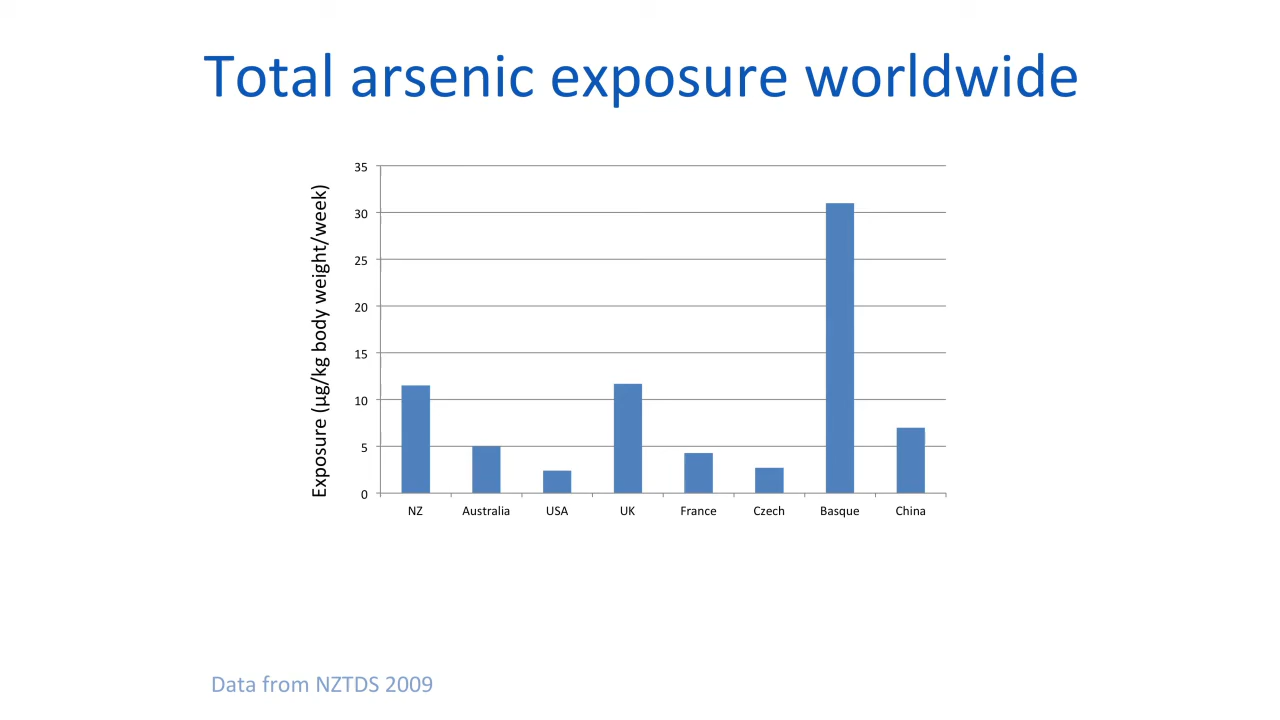 Total arsenic exposure worldwide
Exposure (µg/kg body weight/week)
35
30
25
20
15
10
5
0
NZ Australia USA UK France Czech Basque China
Data from NZTDS 2009